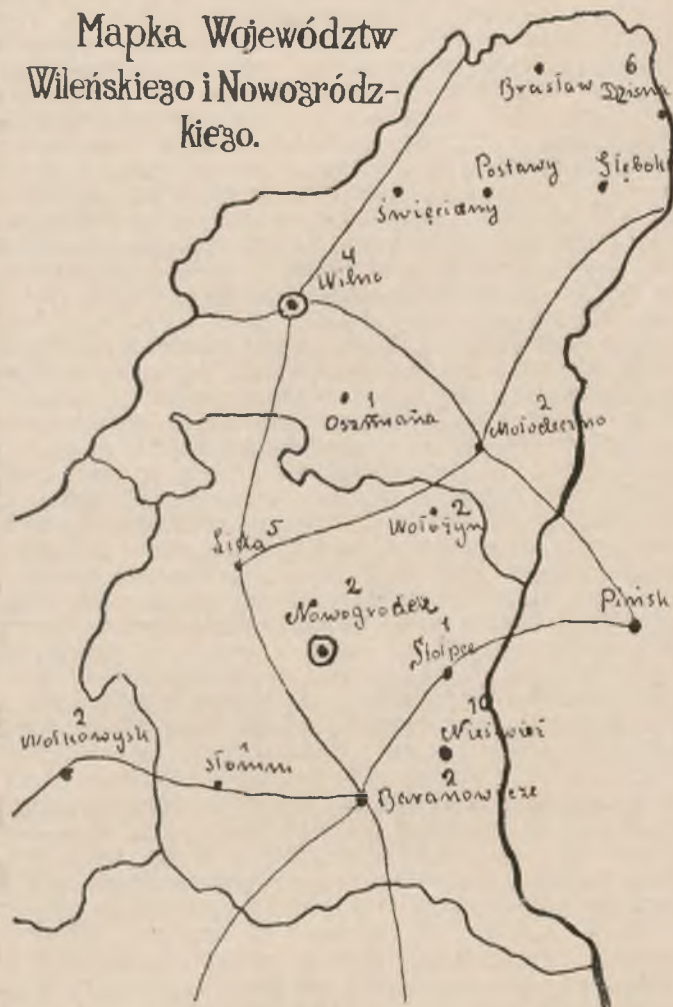 Mapka Województw
Wileńskiego i Nowogródz-
kiego.
6
Brasław Dzisna
Postawy Głęboki
Święciany
4
Wilno
1
Oszmiana
2
Mołodeczno
2
Wołożyn
Lida 5
2
Nowogródek
Pińsk
1
Stołpce
10
Nieśwież
2
Wołkowysk
1
Słonim
2
Baranowicze